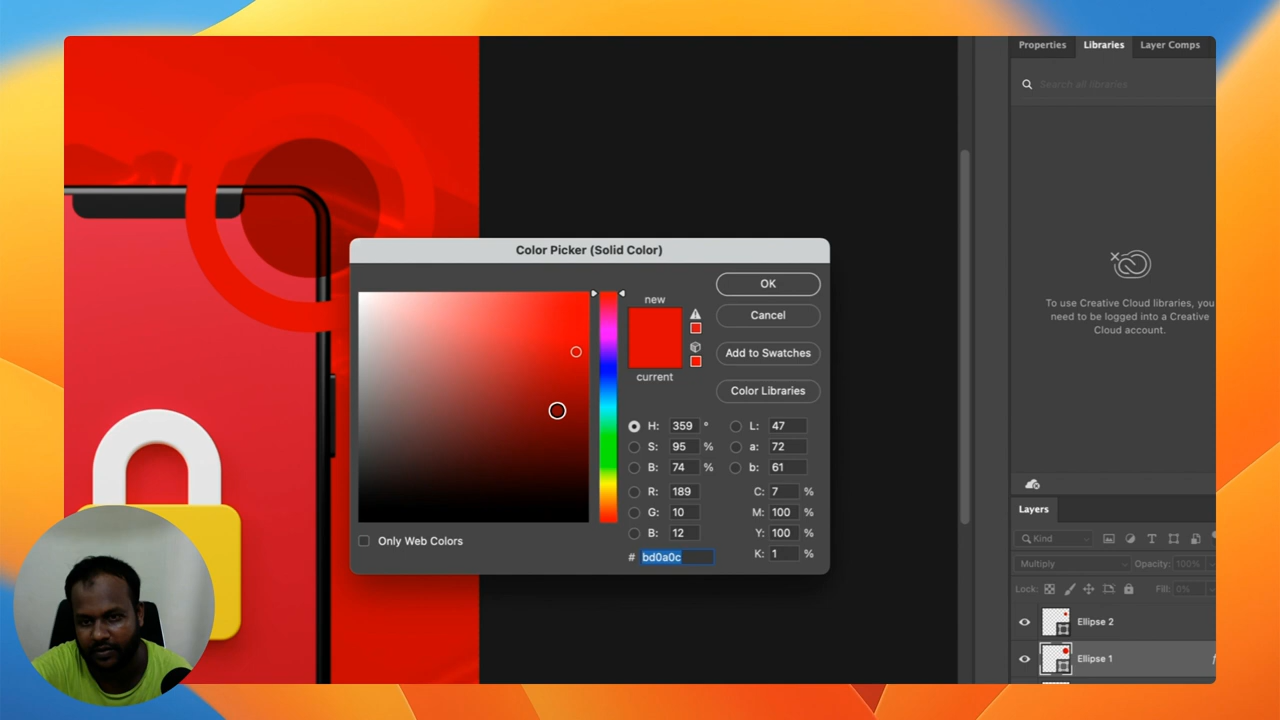 Properties Libraries Layer Comps
Search all libraries
Color Picker (Solid Color)
new
current
OK
Cancel
Add to Swatches
Color Libraries
H: 359 °
S: 95 %
B: 74 %
R: 189
G: 10
B: 12
# bd0a0c
L: 47
a: 72
b: 61
C: 7 %
M: 100 %
Y: 100 %
K: 1 %
Only Web Colors
To use Creative Cloud libraries, you
need to be logged into a Creative
Cloud account.
Layers
Kind
Multiply Opacity: 100%
Lock: Fill: 0%
Ellipse 2
Ellipse 1